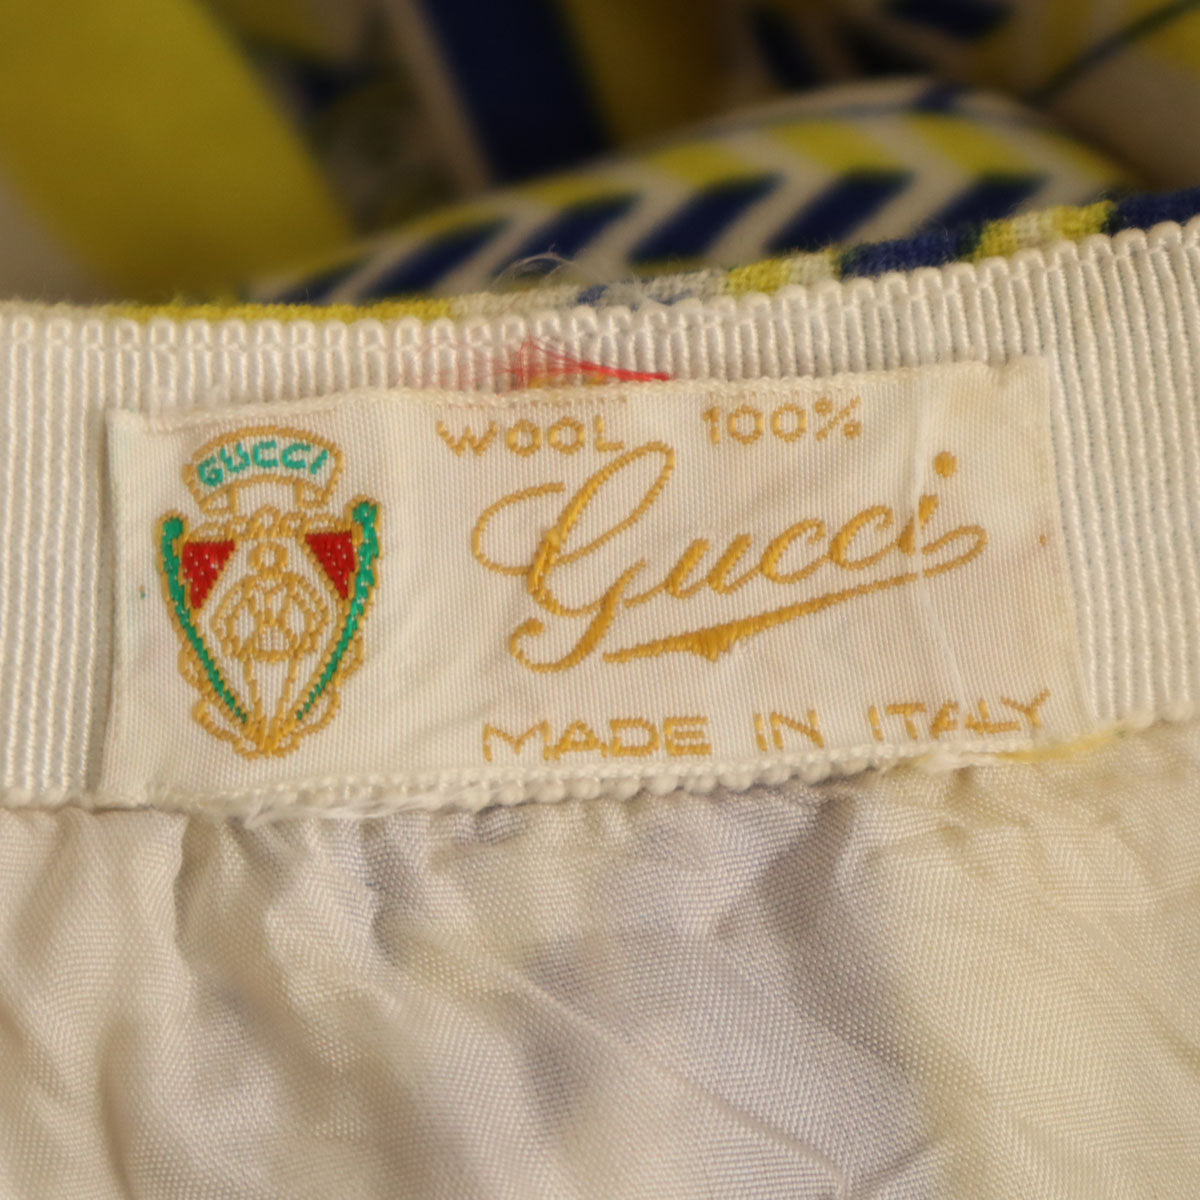 GUCCI
WOOL 100%
Gucci
MADE IN ITALY